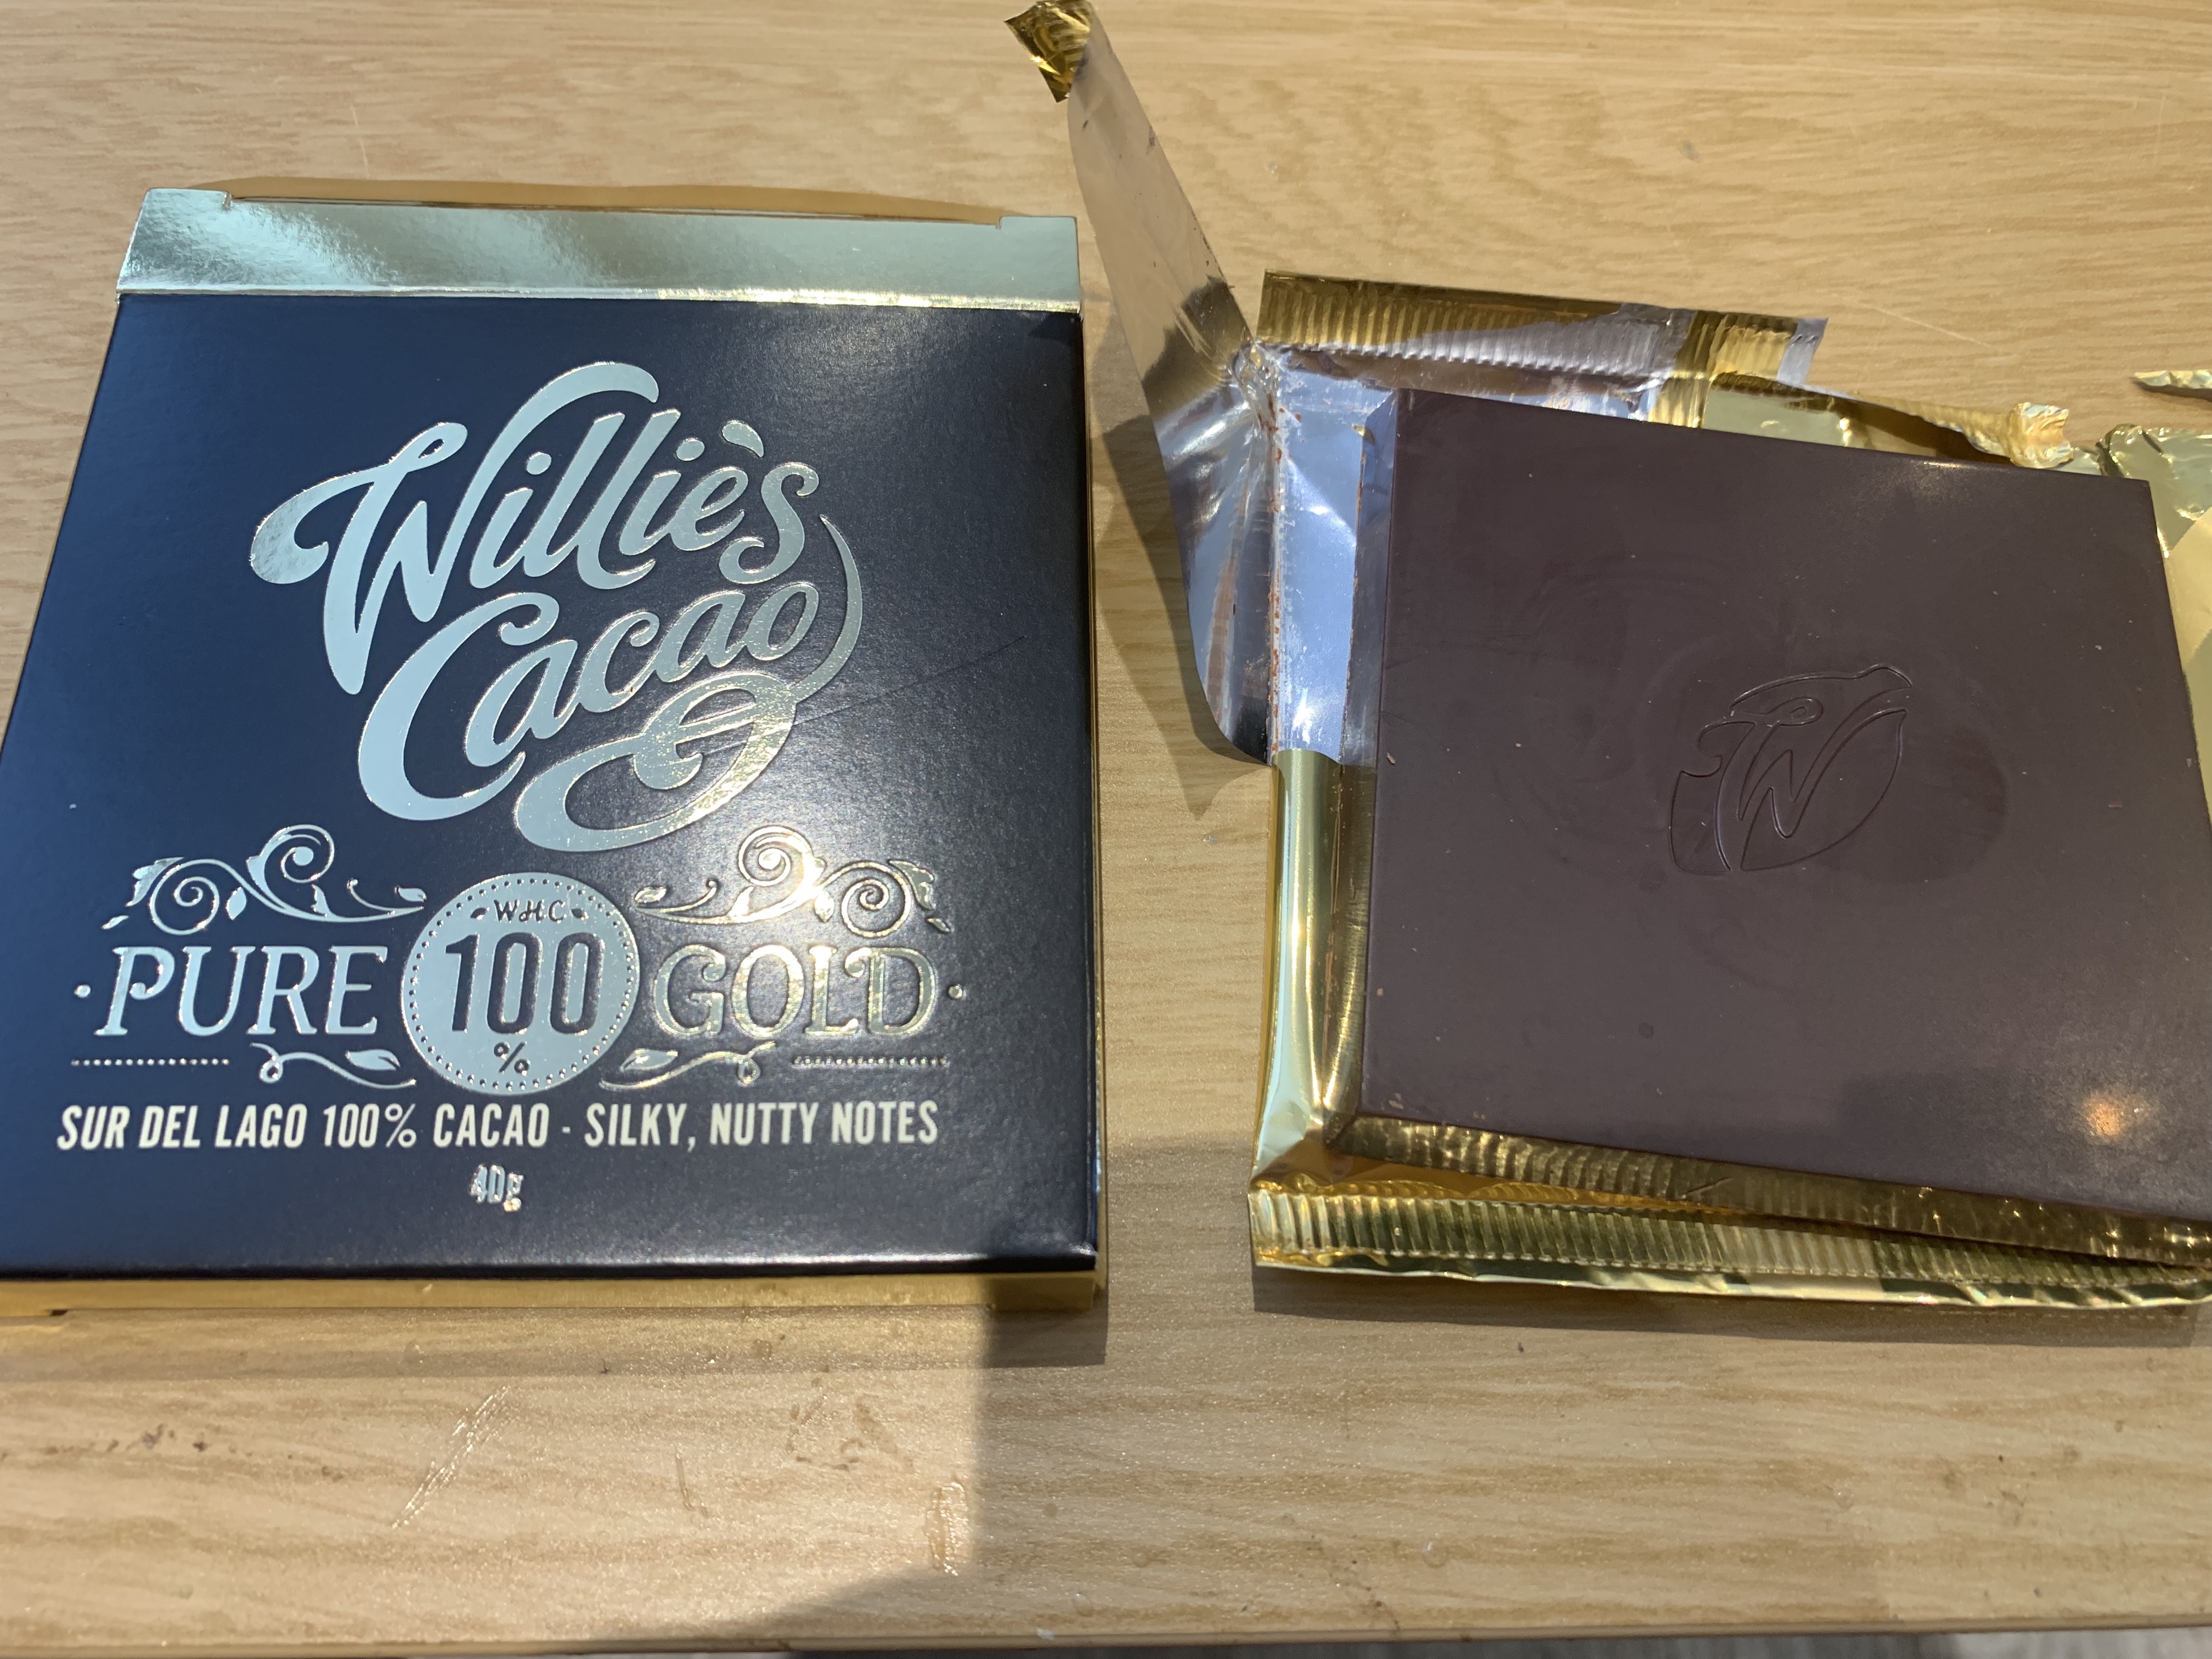 Willie's
Cacao
WHC
PURE 100 GOLD
%
SUR DEL LAGO 100% CACAO - SILKY, NUTTY NOTES
40g
W